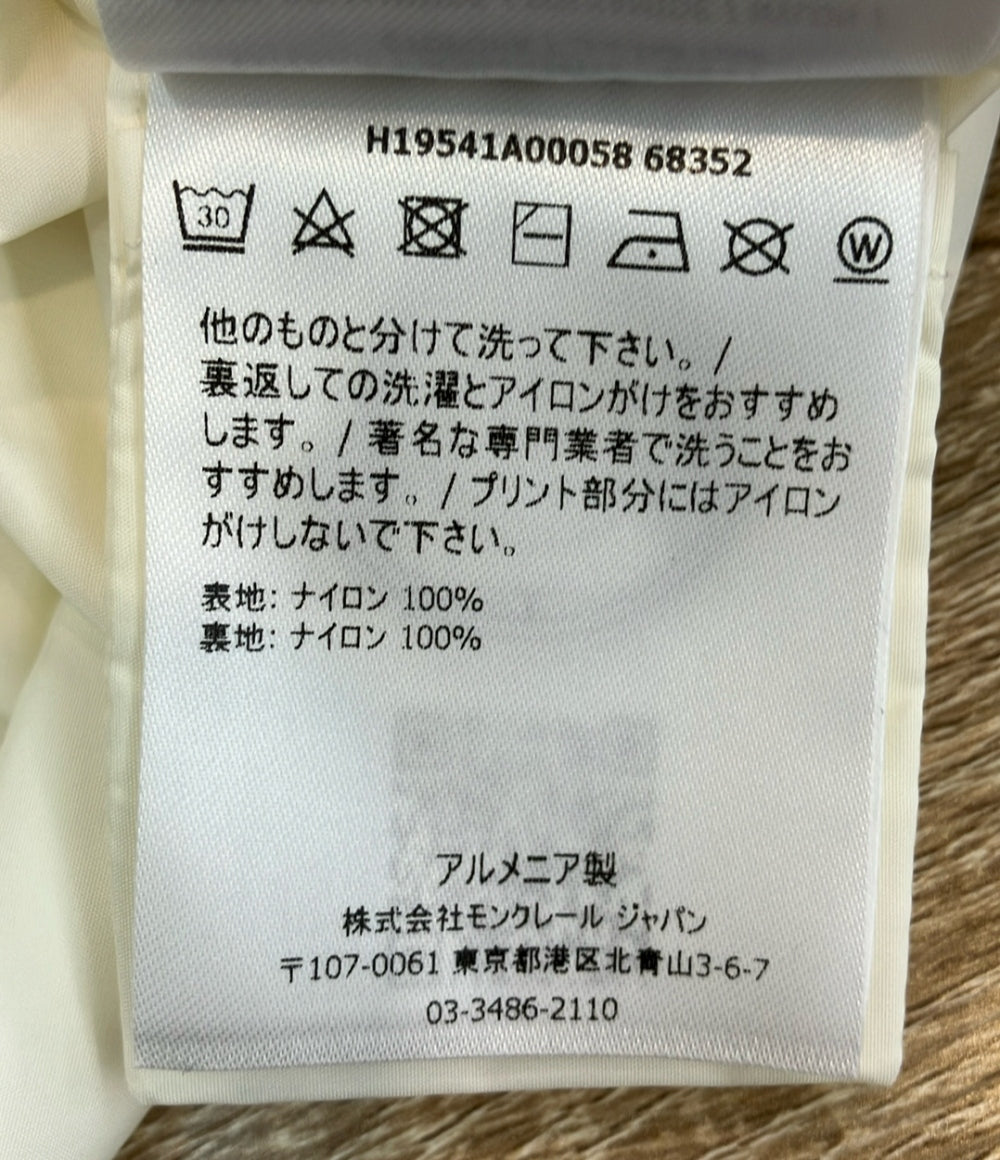 H19541A00058 68352
30
W
他のものと分けて洗って下さい。/
裏返しての洗濯とアイロンがけをおすすめ
します。/ 著名な専門業者で洗うことをお
すすめします。/ プリント部分にはアイロン
がけしないで下さい。
表地: ナイロン 100%
裏地: ナイロン 100%
アルメニア製
株式会社モンクレール ジャパン
〒107-0061 東京都港区北青山3-6-7
03-3486-2110